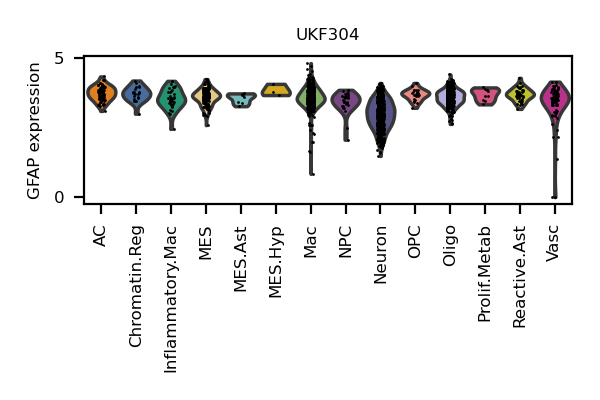 UKF304
GFAP expression
5
0
AC
Chromatin.Reg
Inflammatory.Mac
MES
MES.Ast
MES.Hyp
Mac
NPC
Neuron
OPC
Oligo
Prolif.Metab
Reactive.Ast
Vasc